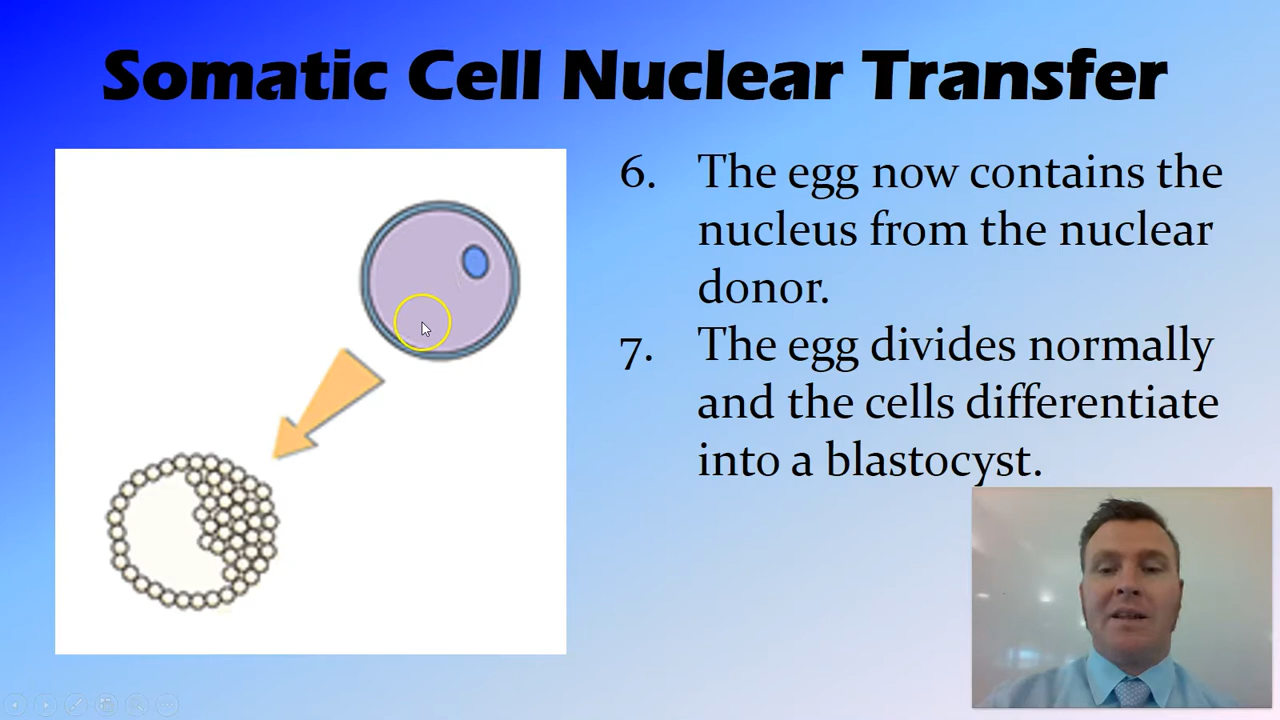 Somatic Cell Nuclear Transfer
6. The egg now contains the
nucleus from the nuclear
donor.
7. The egg divides normally
and the cells differentiate
into a blastocyst.